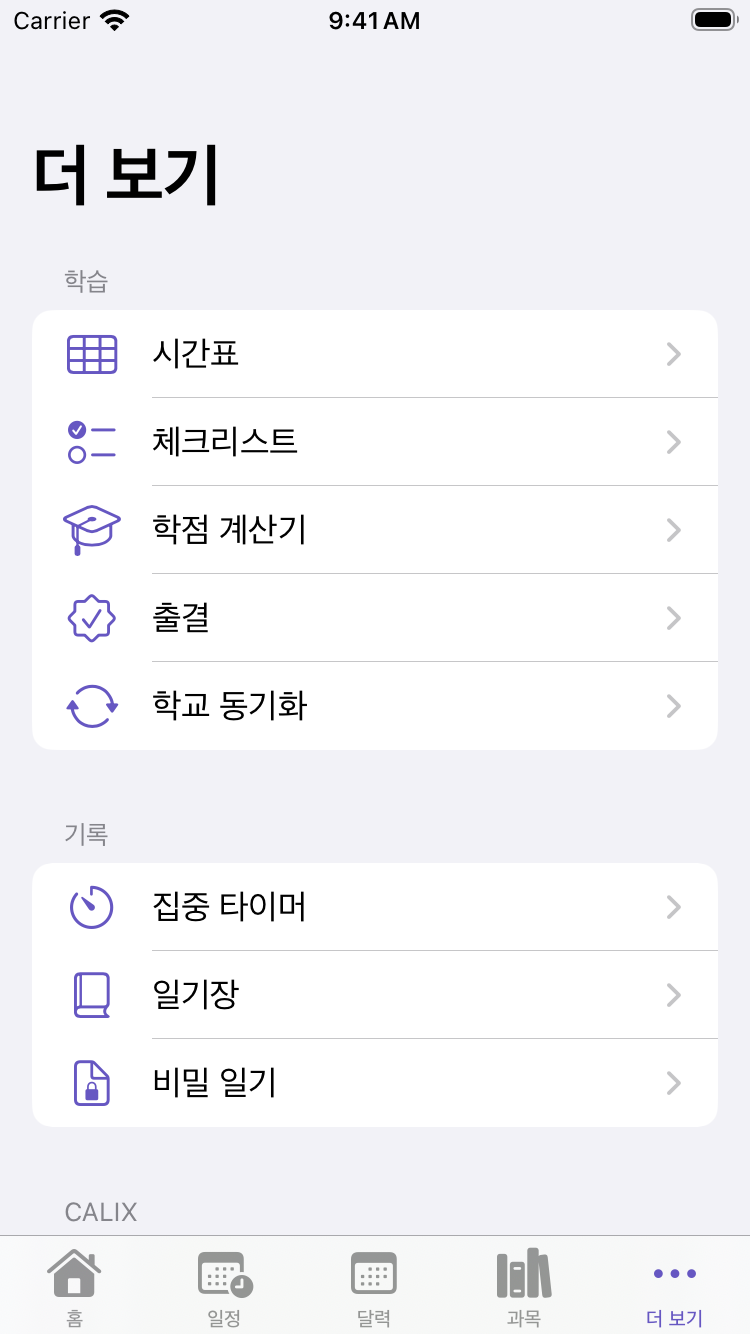 Carrier 9:41 AM
더 보기
학습
시간표
체크리스트
학점 계산기
출결
학교 동기화
기록
집중 타이머
일기장
비밀 일기
CALIX
홈 일정 달력 과목 더 보기